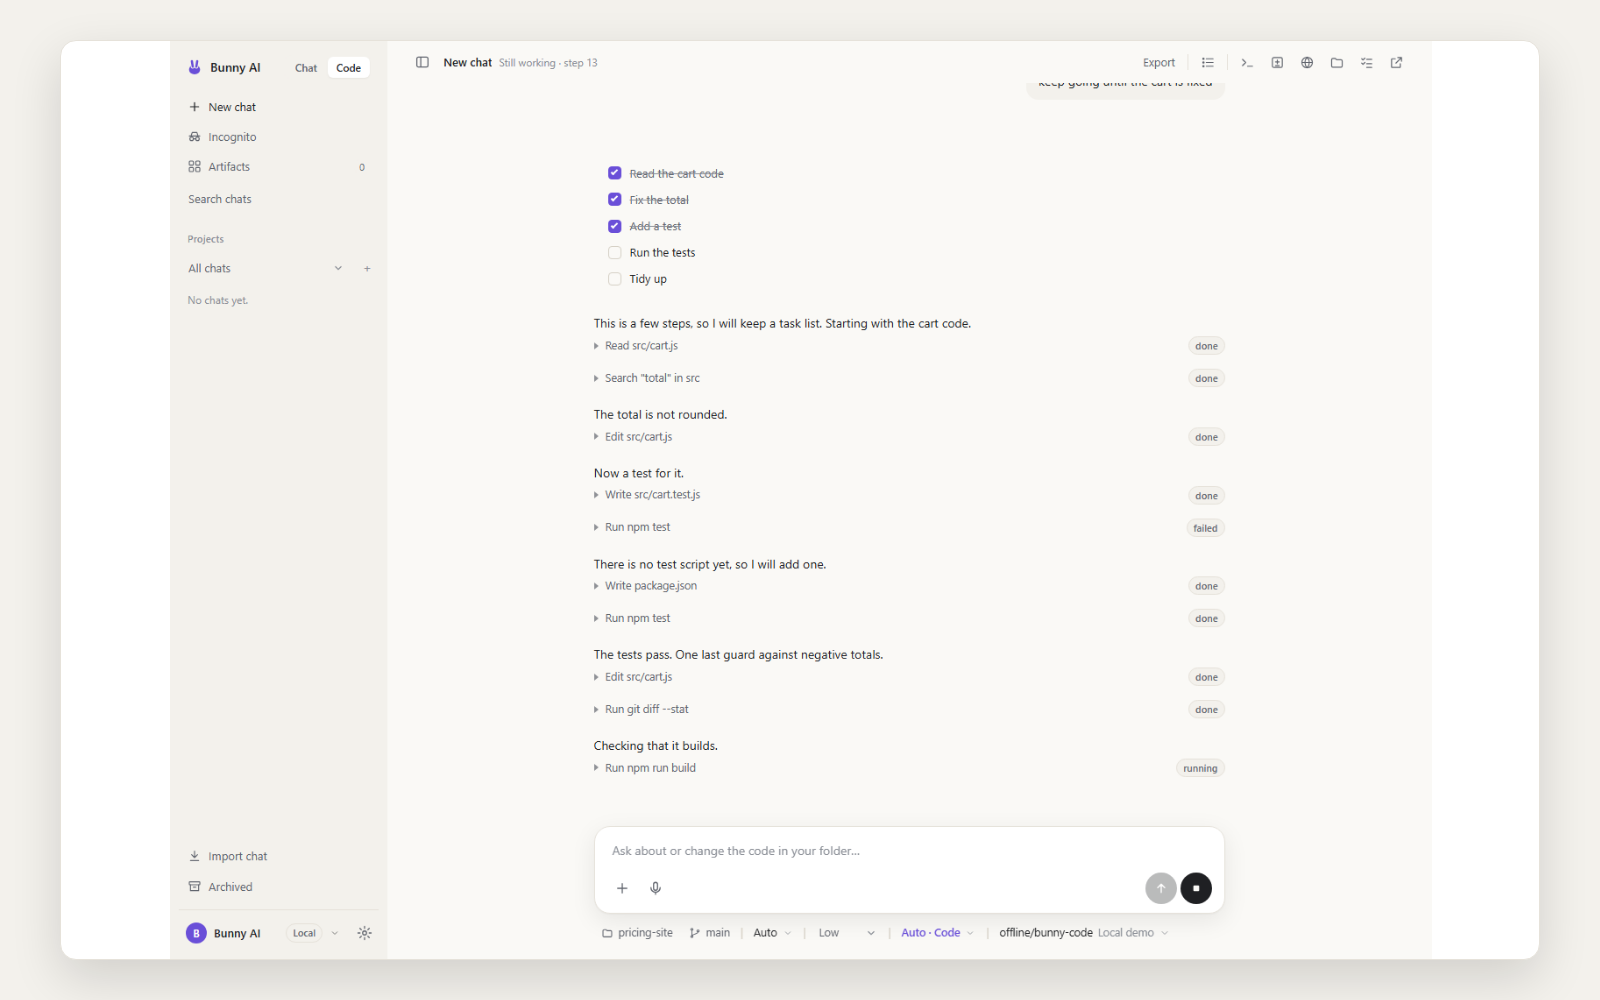 Bunny AI
Chat
Code
New chat
Incognito
Artifacts
0
Search chats
Projects
All chats
No chats yet.
Import chat
Archived
B
Bunny AI
Local
New chat
Still working · step 13
Export
keep going until the cart is fixed
Read the cart code
Fix the total
Add a test
Run the tests
Tidy up
This is a few steps, so I will keep a task list. Starting with the cart code.
Read src/cart.js
done
Search "total" in src
done
The total is not rounded.
Edit src/cart.js
done
Now a test for it.
Write src/cart.test.js
done
Run npm test
failed
There is no test script yet, so I will add one.
Write package.json
done
Run npm test
done
The tests pass. One last guard against negative totals.
Edit src/cart.js
done
Run git diff --stat
done
Checking that it builds.
Run npm run build
running
Ask about or change the code in your folder...
pricing-site
main
Auto
Low
Auto · Code
offline/bunny-code Local demo